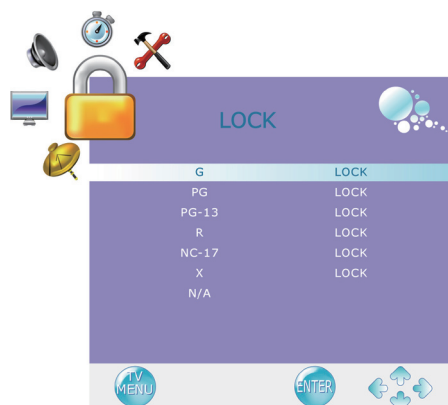 LOCK
G LOCK
PG LOCK
PG-13 LOCK
R LOCK
NC-17 LOCK
X LOCK
N/A
TV
MENU
ENTER